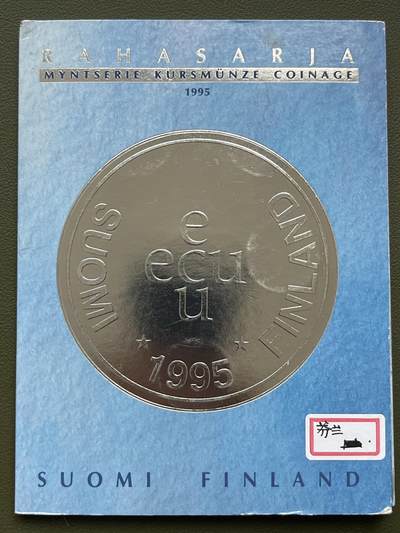 RAHASARJA
MYNTSERIE KURSMÜNZE COINAGE
1995
SUOMI
FINLAND
e
ecu
u
1995
芬兰
SUOMI FINLAND